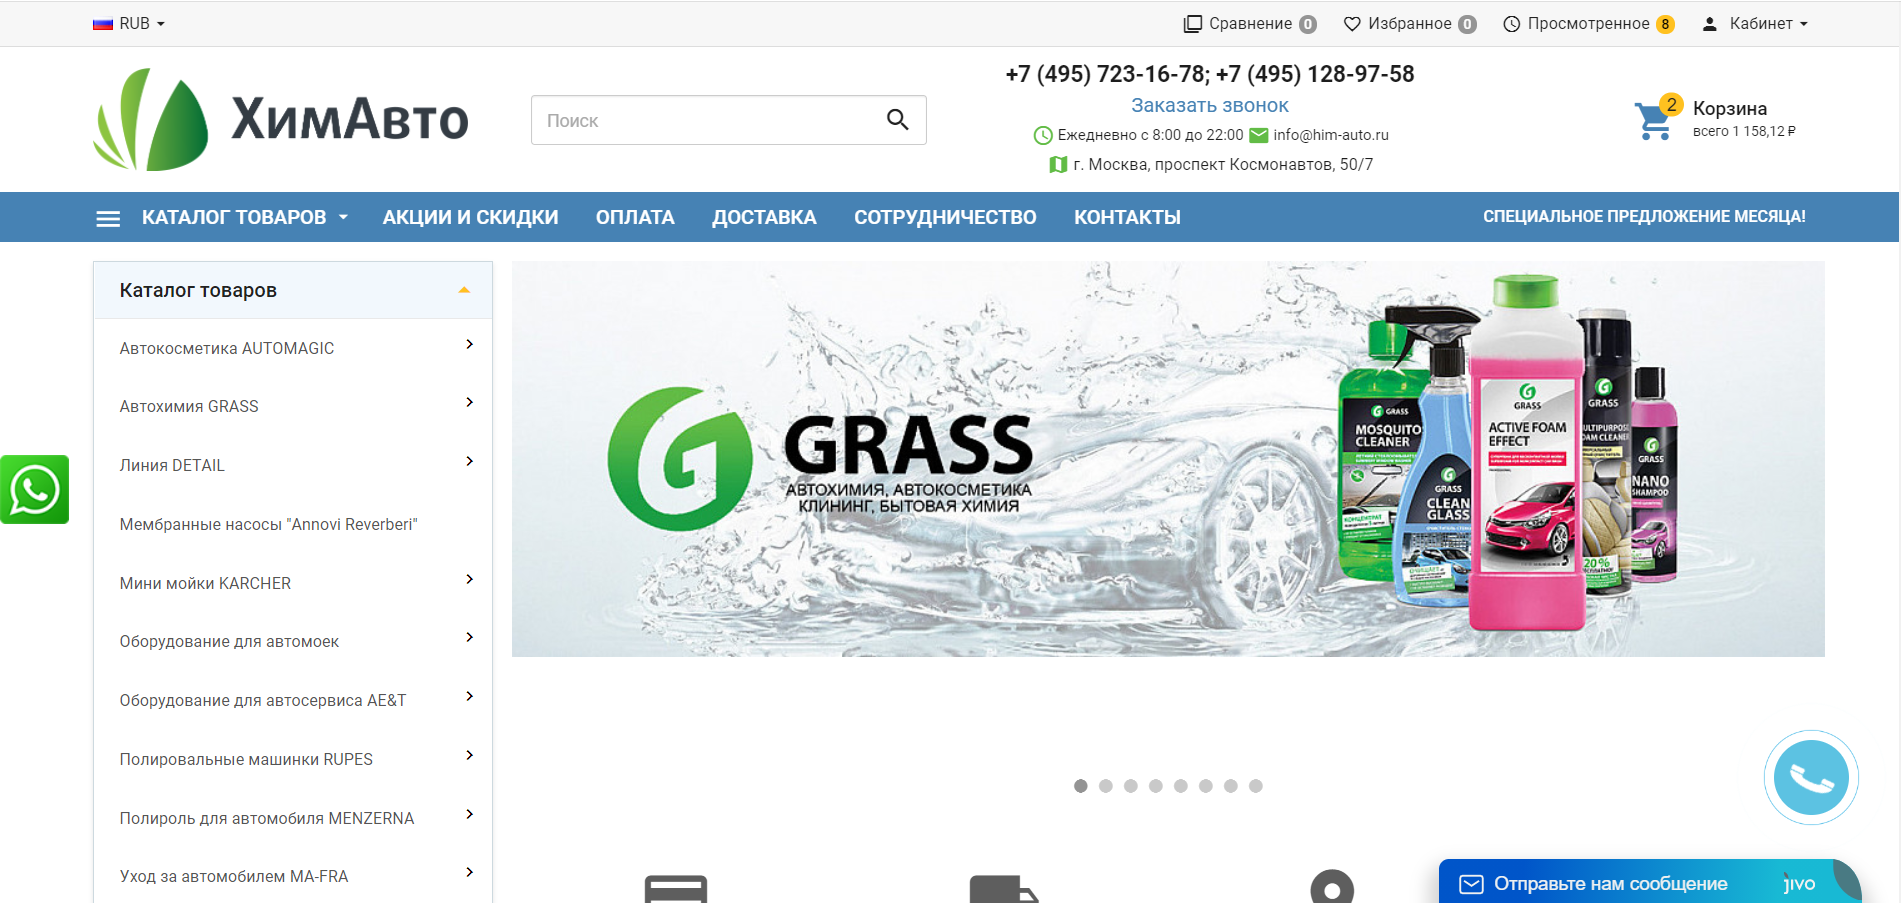 RUB
Сравнение 0
Избранное 0
Просмотренное 8
Кабинет
ХимАвто
Поиск
+7 (495) 723-16-78; +7 (495) 128-97-58
Заказать звонок
Ежедневно с 8:00 до 22:00 info@him-auto.ru
г. Москва, проспект Космонавтов, 50/7
2
Корзина
всего 1 158,12 ₽
КАТАЛОГ ТОВАРОВ
АКЦИИ И СКИДКИ
ОПЛАТА
ДОСТАВКА
СОТРУДНИЧЕСТВО
КОНТАКТЫ
СПЕЦИАЛЬНОЕ ПРЕДЛОЖЕНИЕ МЕСЯЦА!
Каталог товаров
Автокосметика AUTOMAGIC
Автохимия GRASS
Линия DETAIL
Мембранные насосы "Annovi Reverberi"
Мини мойки KARCHER
Оборудование для автомоек
Оборудование для автосервиса AE&T
Полировальные машинки RUPES
Полироль для автомобиля MENZERNA
Уход за автомобилем MA-FRA
GRASS
АВТОХИМИЯ, АВТОКОСМЕТИКА
КЛИНИНГ, БЫТОВАЯ ХИМИЯ
GRASS
MOSQUITO
CLEANER
GRASS
CLEAN
GLASS
GRASS
ACTIVE FOAM
EFFECT
GRASS
GRASS
NANO
SHAMPOO
20%
Отправьте нам сообщение
jivo